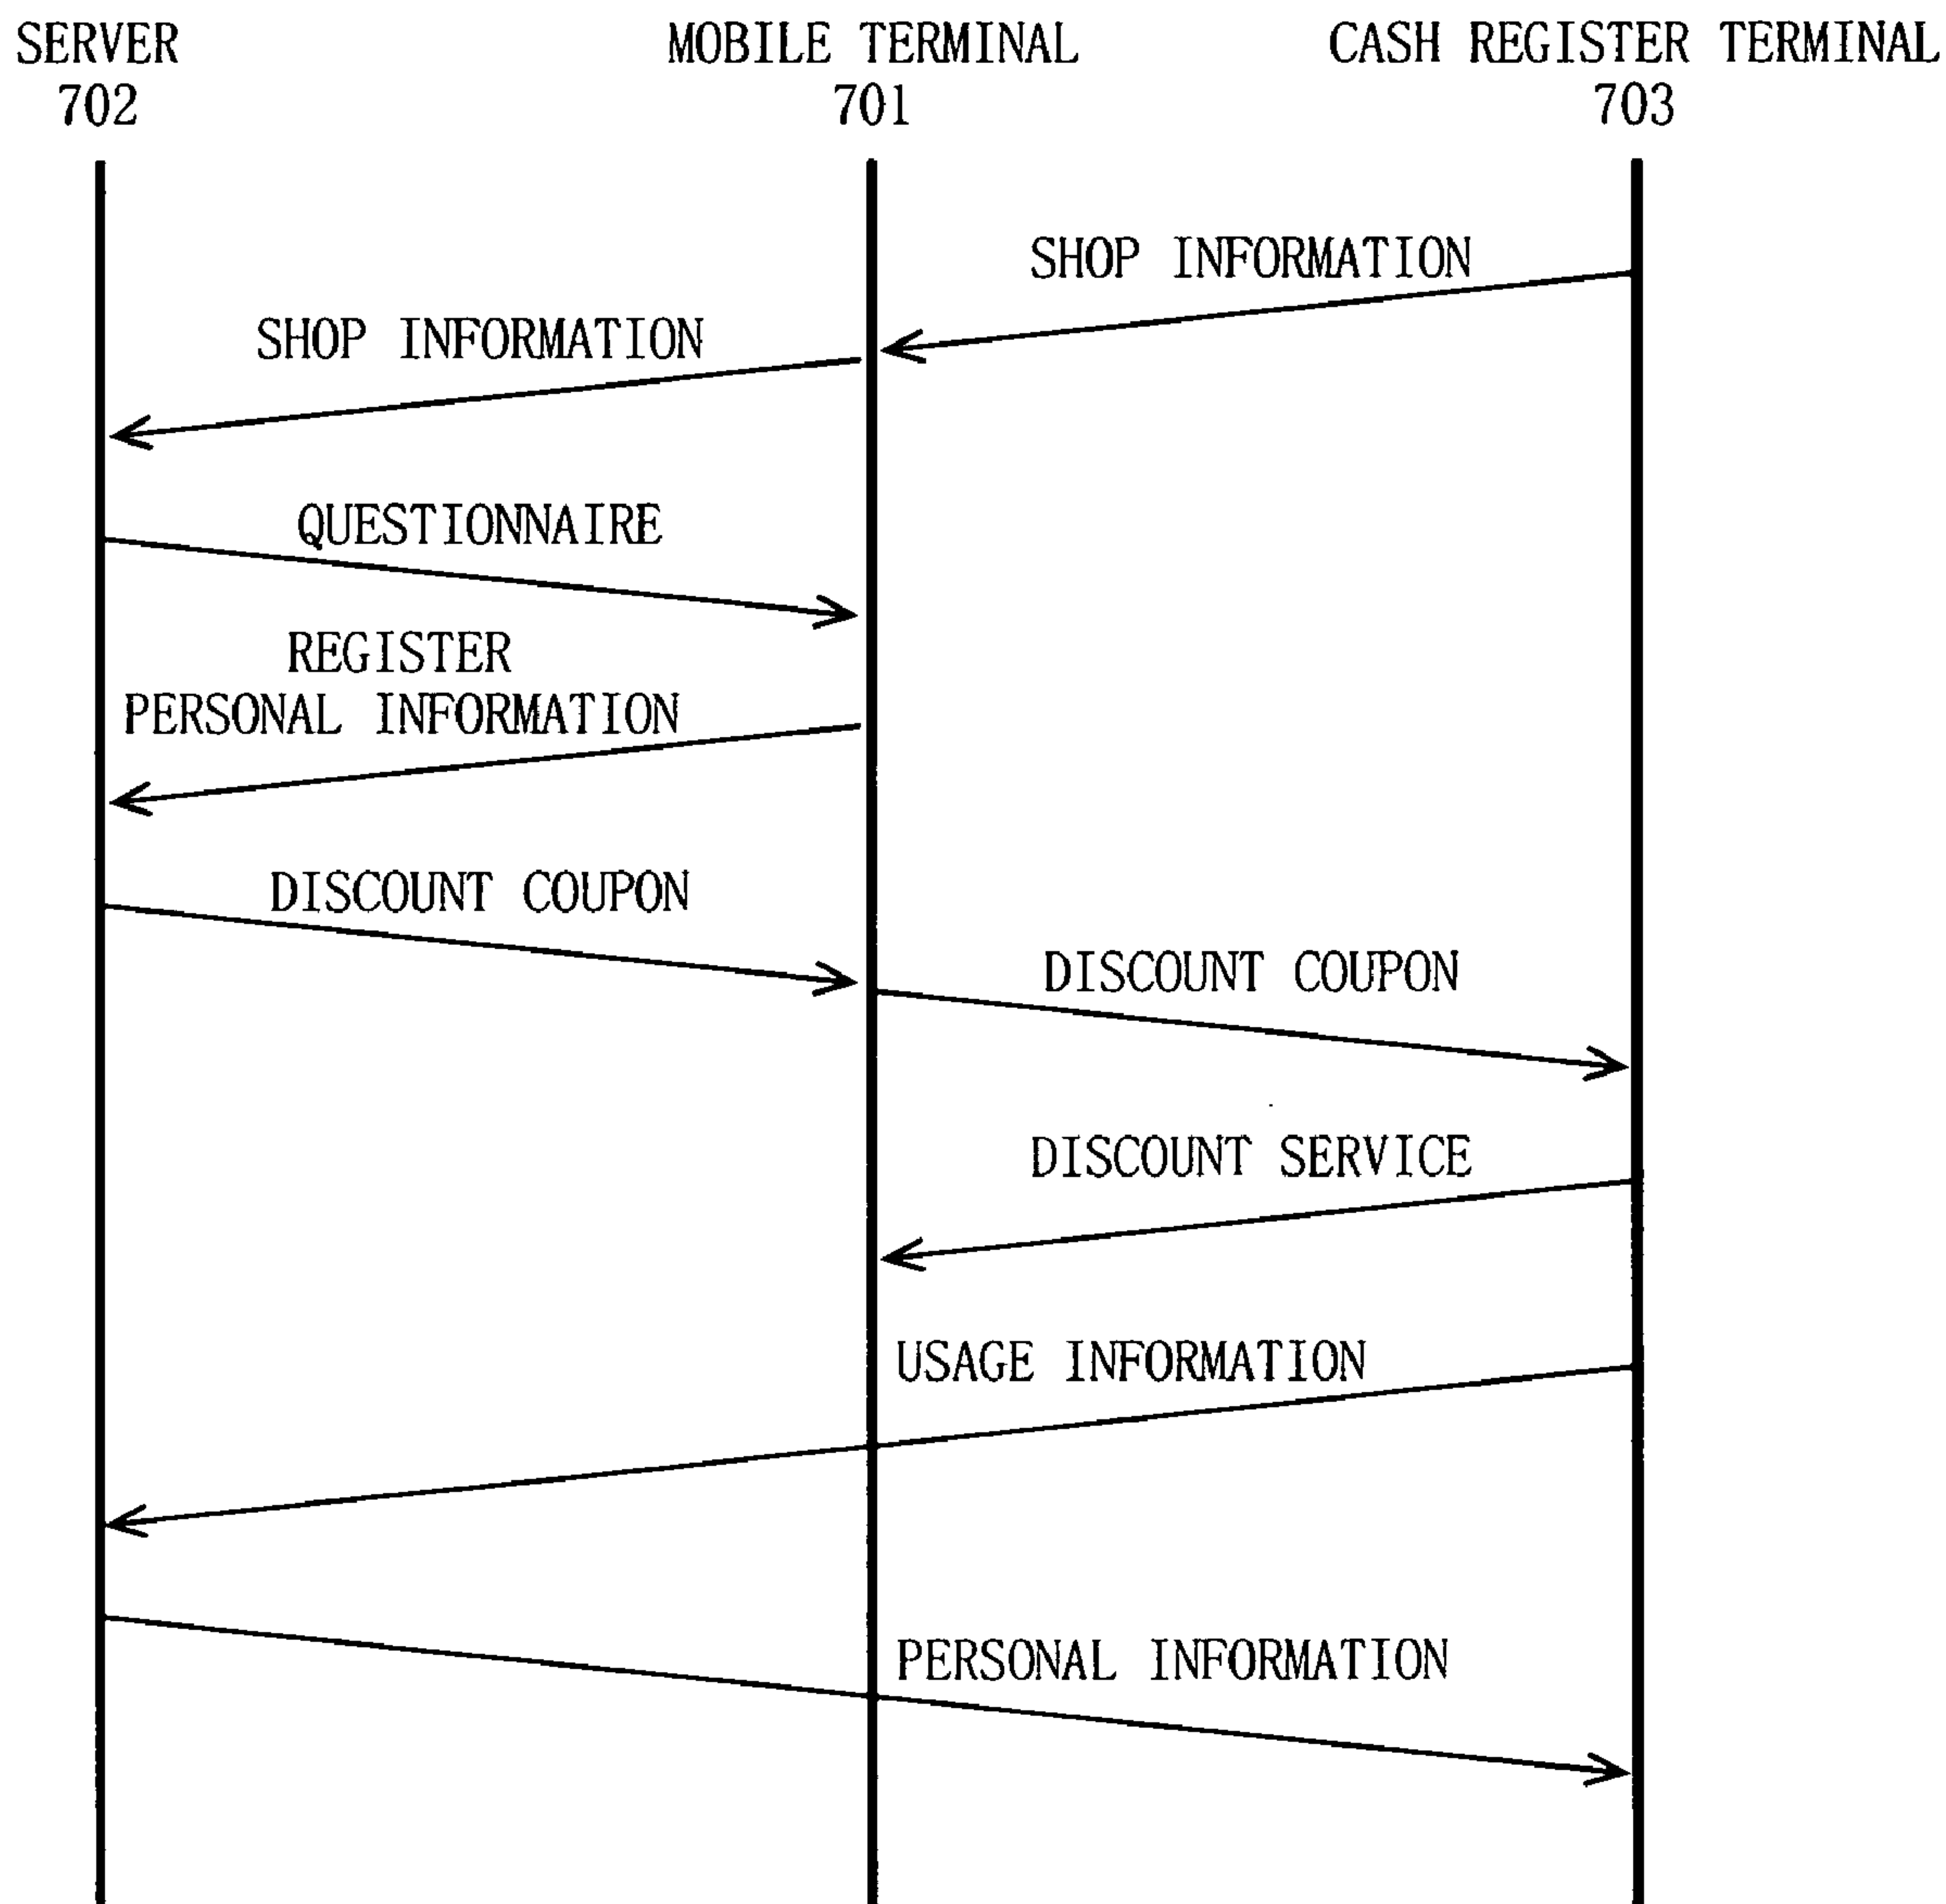 SERVER
702
MOBILE TERMINAL
701
CASH REGISTER TERMINAL
703
SHOP INFORMATION
SHOP INFORMATION
QUESTIONNAIRE
REGISTER
PERSONAL INFORMATION
DISCOUNT COUPON
DISCOUNT COUPON
DISCOUNT SERVICE
USAGE INFORMATION
PERSONAL INFORMATION